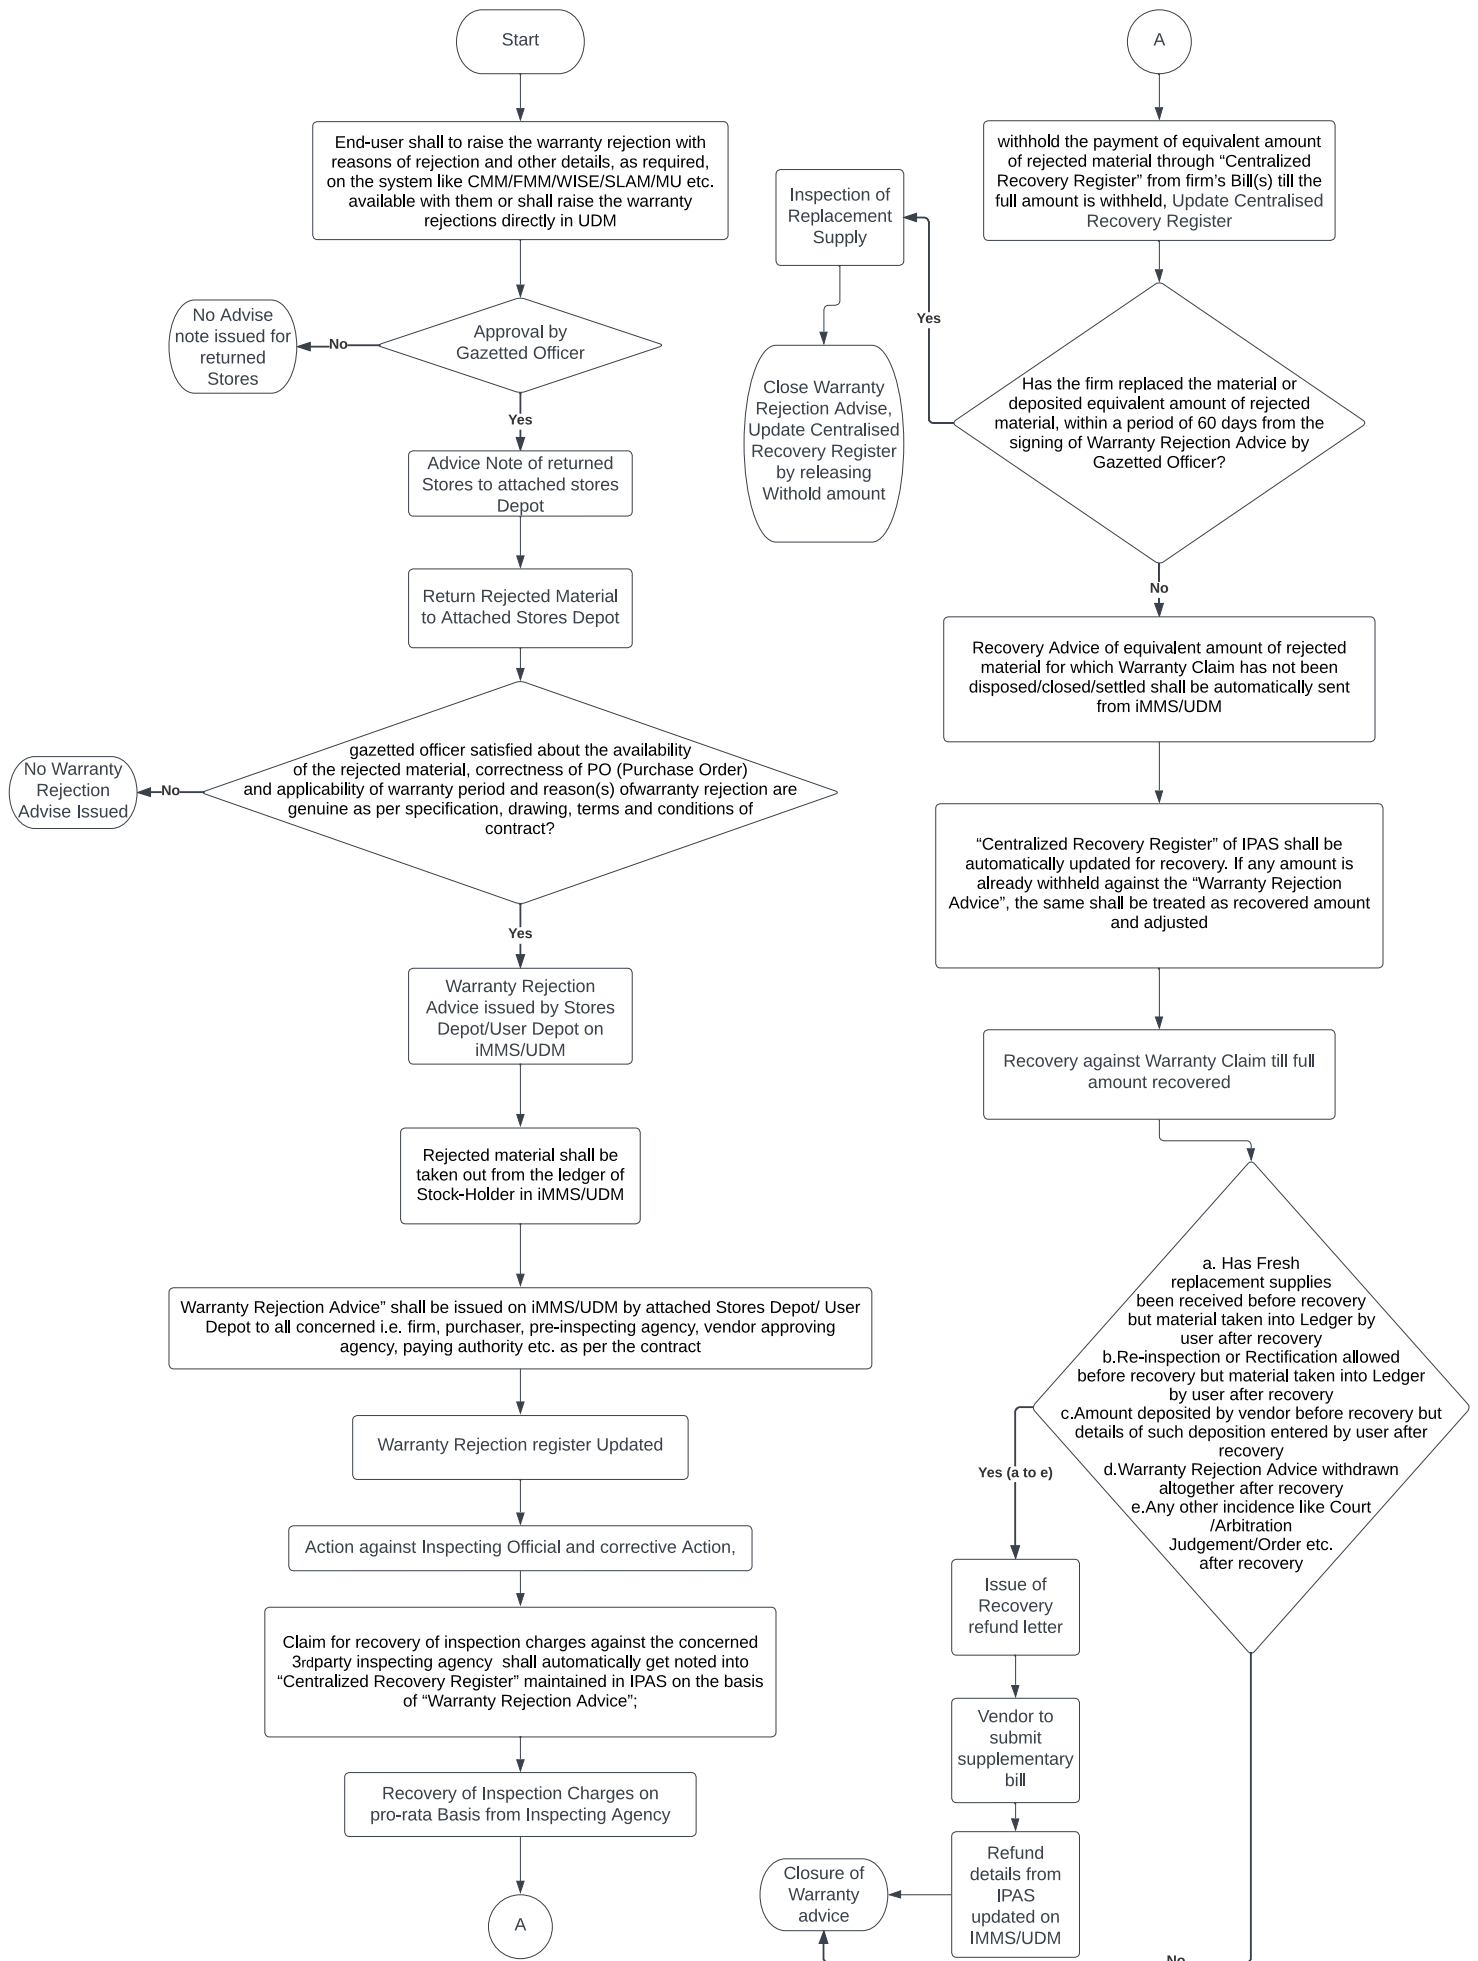 Start
End-user shall to raise the warranty rejection with
reasons of rejection and other details, as required,
on the system like CMM/FMM/WISE/SLAM/MU etc.
available with them or shall raise the warranty
rejections directly in UDM
Approval by
Gazetted Officer
No
No Advise
note issued for
returned
Stores
Yes
Advice Note of returned
Stores to attached stores
Depot
Return Rejected Material
to Attached Stores Depot
gazetted officer satisfied about the availability
of the rejected material, correctness of PO (Purchase Order)
and applicability of warranty period and reason(s) ofwarranty rejection are
genuine as per specification, drawing, terms and conditions of
contract?
No
No Warranty
Rejection
Advise Issued
Yes
Warranty Rejection
Advice issued by Stores
Depot/User Depot on
iMMS/UDM
Rejected material shall be
taken out from the ledger of
Stock-Holder in iMMS/UDM
Warranty Rejection Advice” shall be issued on iMMS/UDM by attached Stores Depot/ User
Depot to all concerned i.e. firm, purchaser, pre-inspecting agency, vendor approving
agency, paying authority etc. as per the contract
Warranty Rejection register Updated
Action against Inspecting Official and corrective Action,
Claim for recovery of inspection charges against the concerned
3rdparty inspecting agency shall automatically get noted into
“Centralized Recovery Register” maintained in IPAS on the basis
of “Warranty Rejection Advice”;
Recovery of Inspection Charges on
pro-rata Basis from Inspecting Agency
A
A
withhold the payment of equivalent amount
of rejected material through “Centralized
Recovery Register” from firm’s Bill(s) till the
full amount is withheld, Update Centralised
Recovery Register
Has the firm replaced the material or
deposited equivalent amount of rejected
material, within a period of 60 days from the
signing of Warranty Rejection Advice by
Gazetted Officer?
Yes
Inspection of
Replacement
Supply
Close Warranty
Rejection Advise,
Update Centralised
Recovery Register
by releasing
Withold amount
No
Recovery Advice of equivalent amount of rejected
material for which Warranty Claim has not been
disposed/closed/settled shall be automatically sent
from iMMS/UDM
“Centralized Recovery Register” of IPAS shall be
automatically updated for recovery. If any amount is
already withheld against the “Warranty Rejection
Advice”, the same shall be treated as recovered amount
and adjusted
Recovery against Warranty Claim till full
amount recovered
a. Has Fresh
replacement supplies
been received before recovery
but material taken into Ledger by
user after recovery
b.Re-inspection or Rectification allowed
before recovery but material taken into Ledger
by user after recovery
c.Amount deposited by vendor before recovery but
details of such deposition entered by user after
recovery
d.Warranty Rejection Advice withdrawn
altogether after recovery
e.Any other incidence like Court
/Arbitration
Judgement/Order etc.
after recovery
Yes (a to e)
Issue of
Recovery
refund letter
Vendor to
submit
supplementary
bill
Refund
details from
IPAS
updated on
IMMS/UDM
Closure of
Warranty
advice
No